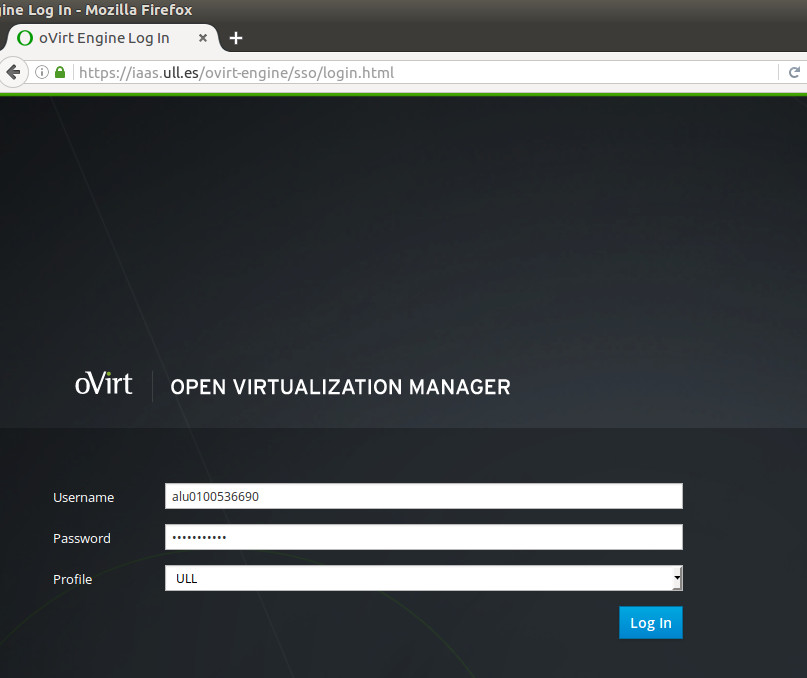 ine Log In - Mozilla Firefox
oVirt Engine Log In
https://iaas.ull.es/ovirt-engine/sso/login.html
oVirt OPEN VIRTUALIZATION MANAGER
Username alu0100536690
Password •••••••••••
Profile ULL
Log In